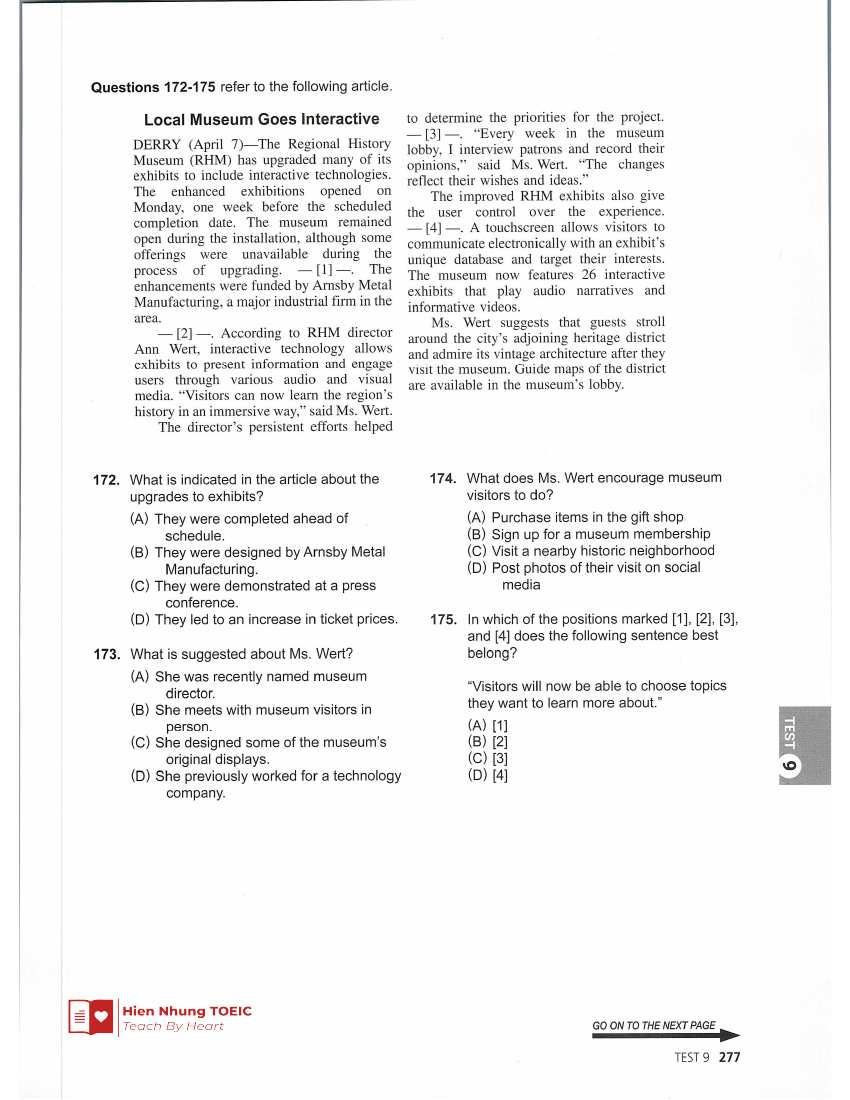 Questions 172-175 refer to the following article.
Local Museum Goes Interactive
DERRY (April 7)—The Regional History
Museum (RHM) has upgraded many of its
exhibits to include interactive technologies.
The enhanced exhibitions opened on
Monday, one week before the scheduled
completion date. The museum remained
open during the installation, although some
offerings were unavailable during the
process of upgrading. — [1] —. The
enhancements were funded by Arnsby Metal
Manufacturing, a major industrial firm in the
area.
— [2] —. According to RHM director
Ann Wert, interactive technology allows
exhibits to present information and engage
users through various audio and visual
media. “Visitors can now learn the region’s
history in an immersive way,” said Ms. Wert.
The director’s persistent efforts helped
to determine the priorities for the project.
— [3] —. “Every week in the museum
lobby, I interview patrons and record their
opinions,” said Ms. Wert. “The changes
reflect their wishes and ideas.”
The improved RHM exhibits also give
the user control over the experience.
— [4] —. A touchscreen allows visitors to
communicate electronically with an exhibit’s
unique database and target their interests.
The museum now features 26 interactive
exhibits that play audio narratives and
informative videos.
Ms. Wert suggests that guests stroll
around the city’s adjoining heritage district
and admire its vintage architecture after they
visit the museum. Guide maps of the district
are available in the museum’s lobby.
172. What is indicated in the article about the
upgrades to exhibits?
(A) They were completed ahead of
schedule.
(B) They were designed by Arnsby Metal
Manufacturing.
(C) They were demonstrated at a press
conference.
(D) They led to an increase in ticket prices.
173. What is suggested about Ms. Wert?
(A) She was recently named museum
director.
(B) She meets with museum visitors in
person.
(C) She designed some of the museum’s
original displays.
(D) She previously worked for a technology
company.
174. What does Ms. Wert encourage museum
visitors to do?
(A) Purchase items in the gift shop
(B) Sign up for a museum membership
(C) Visit a nearby historic neighborhood
(D) Post photos of their visit on social
media
175. In which of the positions marked [1], [2], [3],
and [4] does the following sentence best
belong?
“Visitors will now be able to choose topics
they want to learn more about.”
(A) [1]
(B) [2]
(C) [3]
(D) [4]
TEST 9
Hien Nhung TOEIC
Teach By Heart
GO ON TO THE NEXT PAGE
TEST 9 277